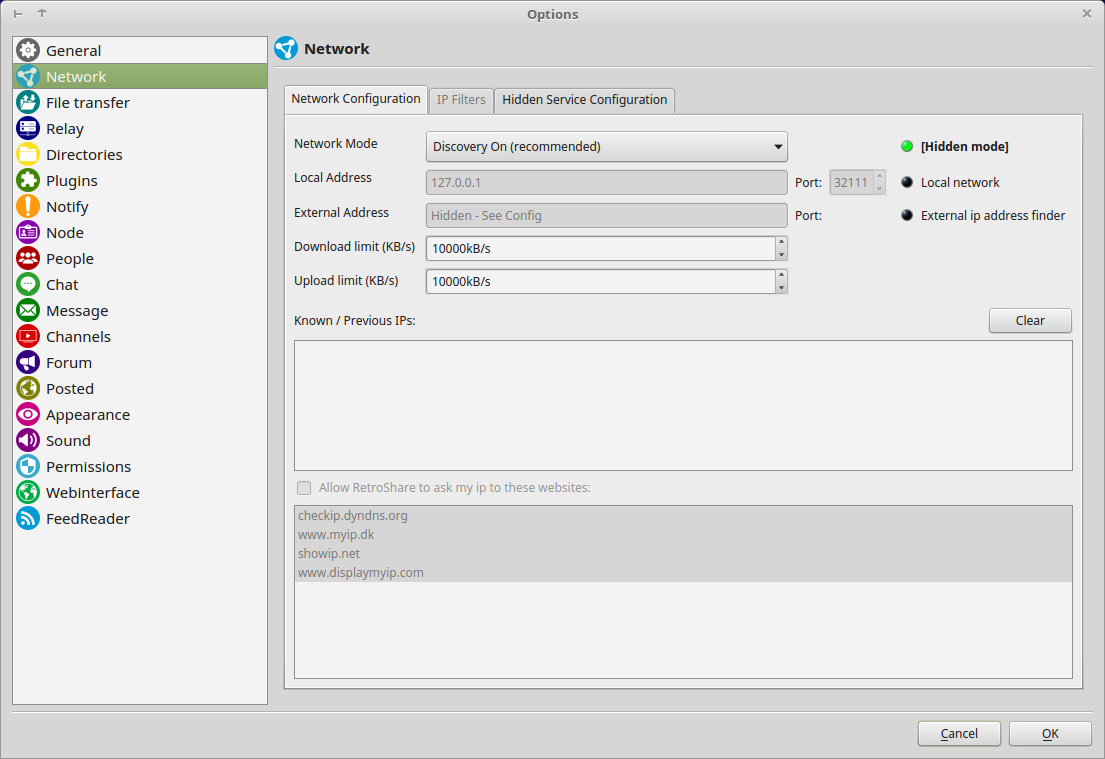 Options
General
Network
File transfer
Relay
Directories
Plugins
Notify
Node
People
Chat
Message
Channels
Forum
Posted
Appearance
Sound
Permissions
Webinterface
FeedReader
Network
Network Configuration IP Filters Hidden Service Configuration
Network Mode Discovery On (recommended) [Hidden mode]
Local Address 127.0.0.1 Port: 32111 Local network
External Address Hidden - See Config Port: External ip address finder
Download limit (KB/s) 10000kB/s
Upload limit (KB/s) 10000kB/s
Known / Previous IPs: Clear
Allow RetroShare to ask my ip to these websites:
checkip.dyndns.org
www.myip.dk
showip.net
www.displaymyip.com
Cancel OK